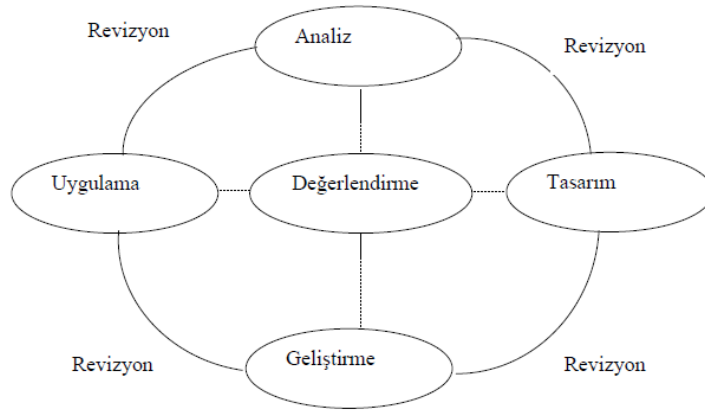 Revizyon
Analiz
Revizyon
Uygulama
Değerlendirme
Tasarım
Revizyon
Geliştirme
Revizyon